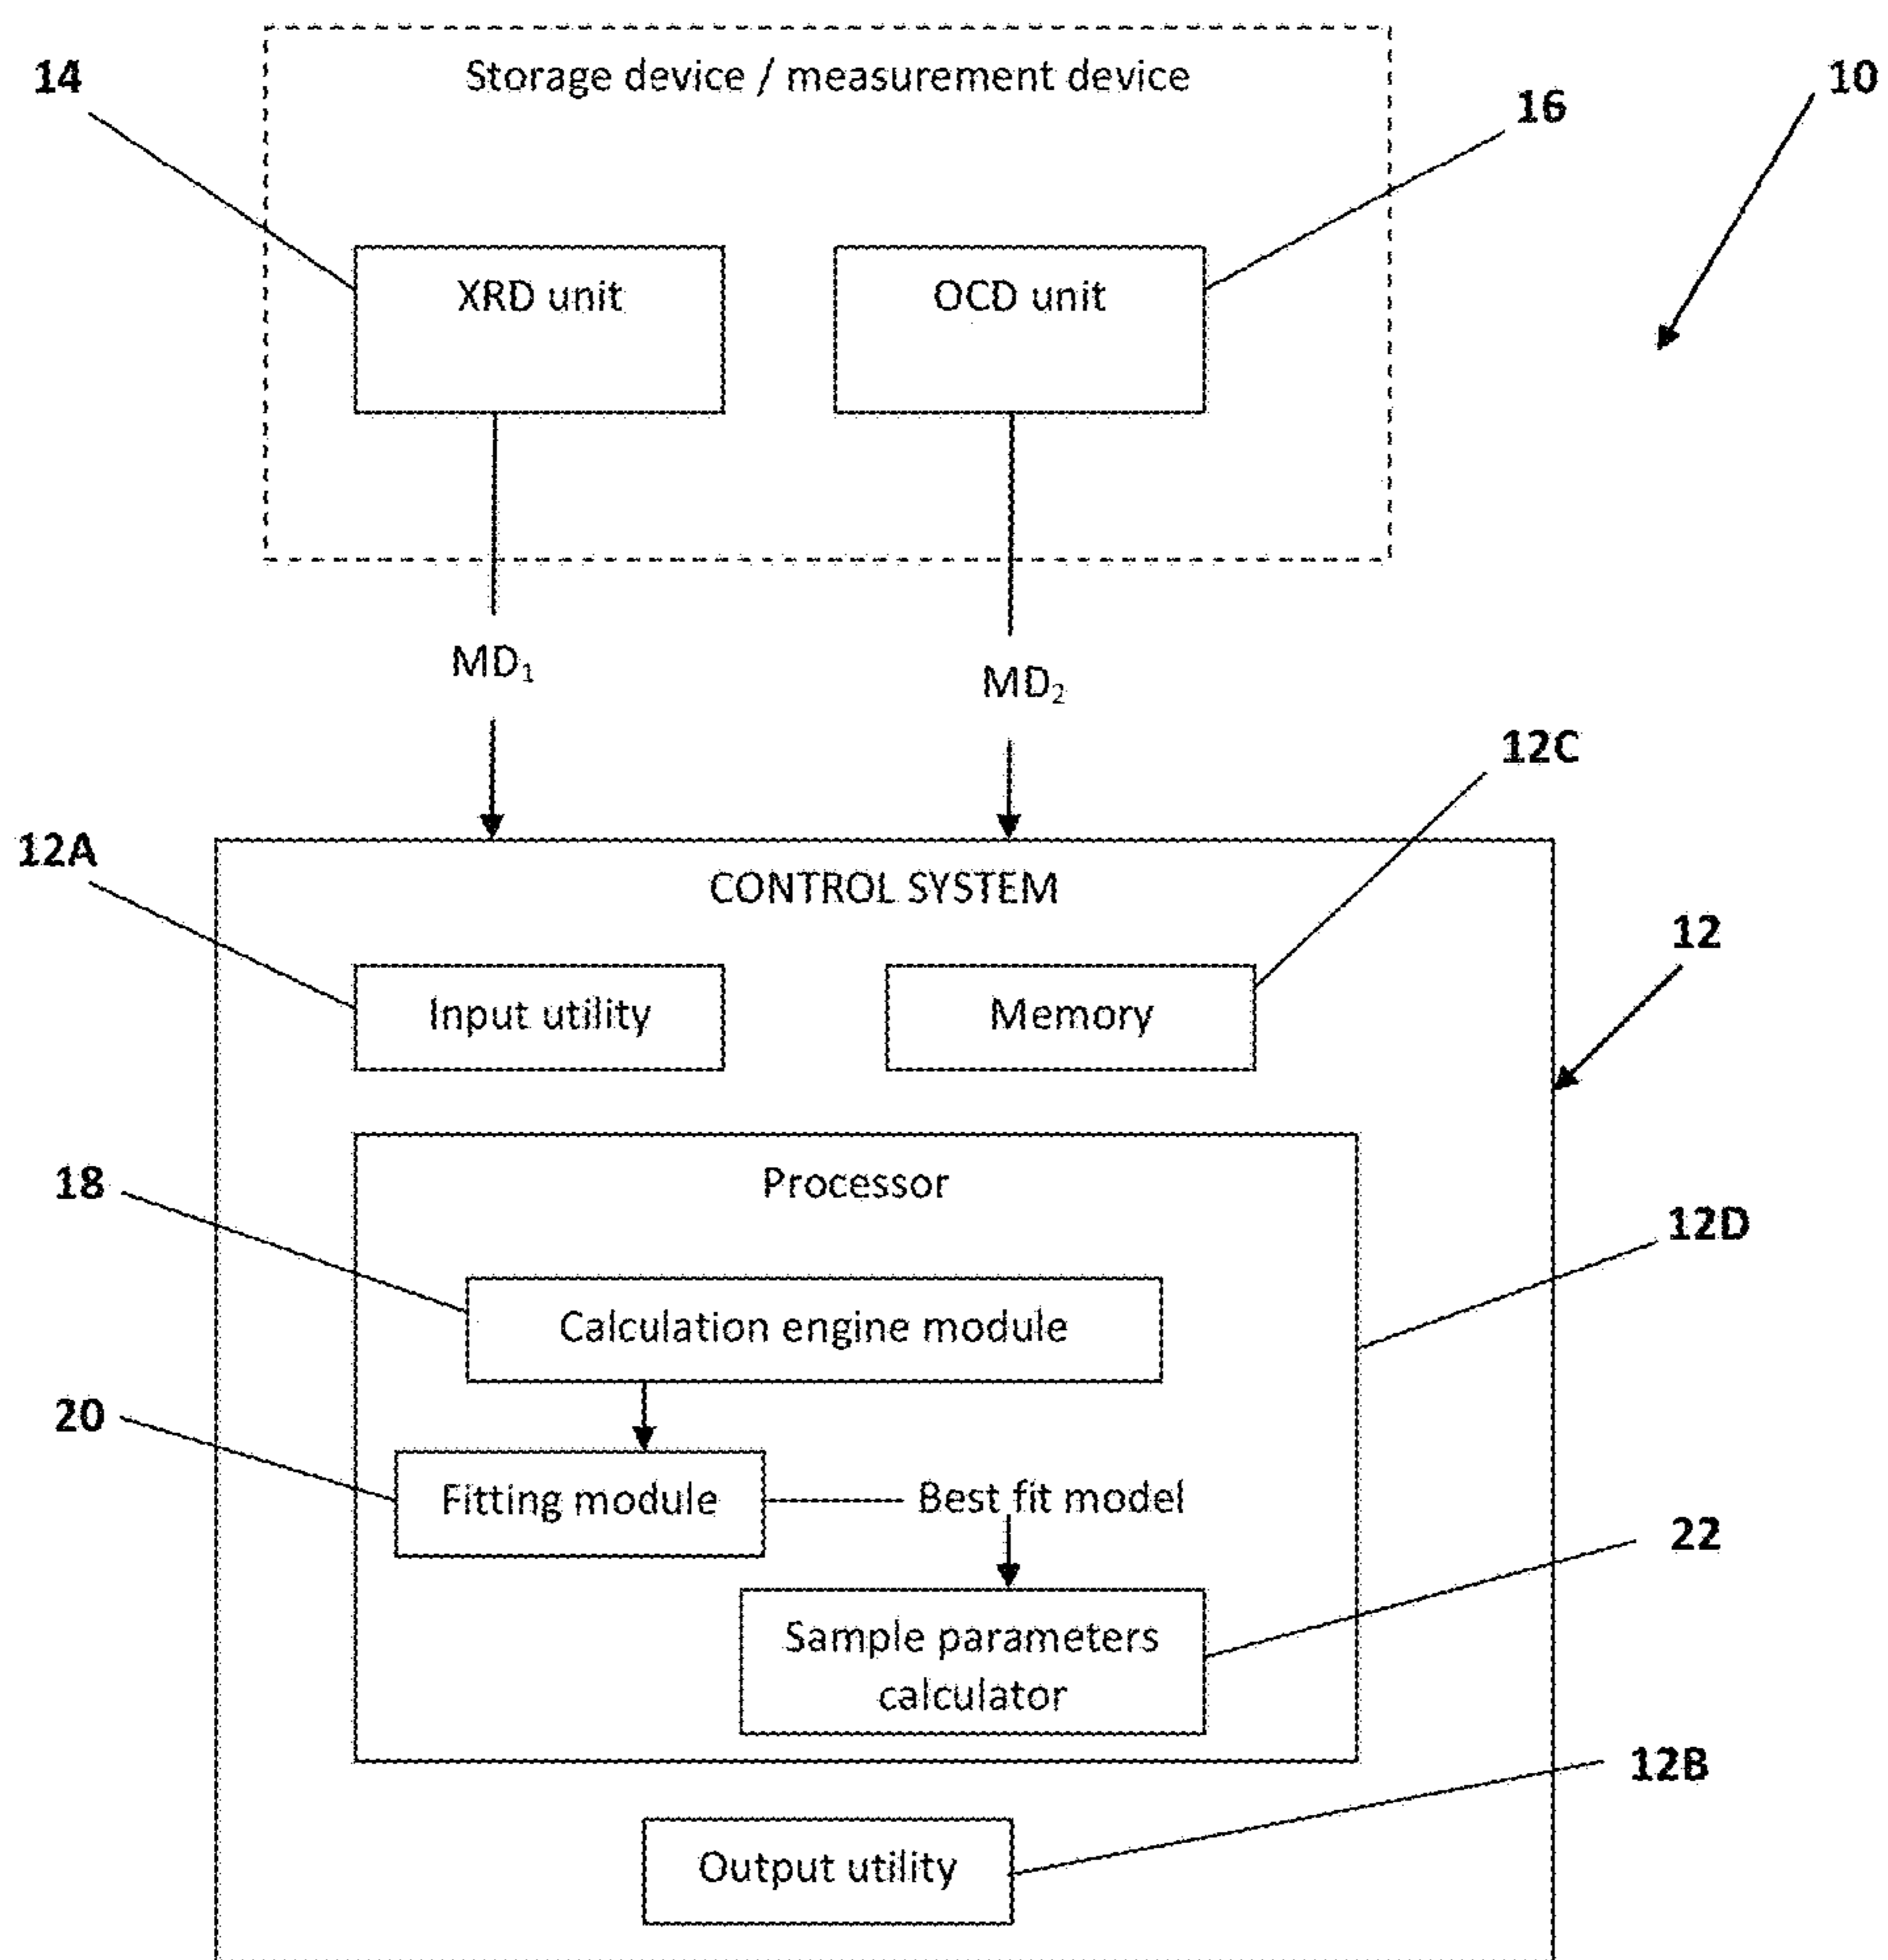 14
Storage device / measurement device
10
16
XRD unit
OCD unit
MD₁
MD₂
12C
12A
CONTROL SYSTEM
12
Input utility
Memory
18
Processor
12D
Calculation engine module
20
Fitting module
Best fit model
22
Sample parameters
calculator
12B
Output utility